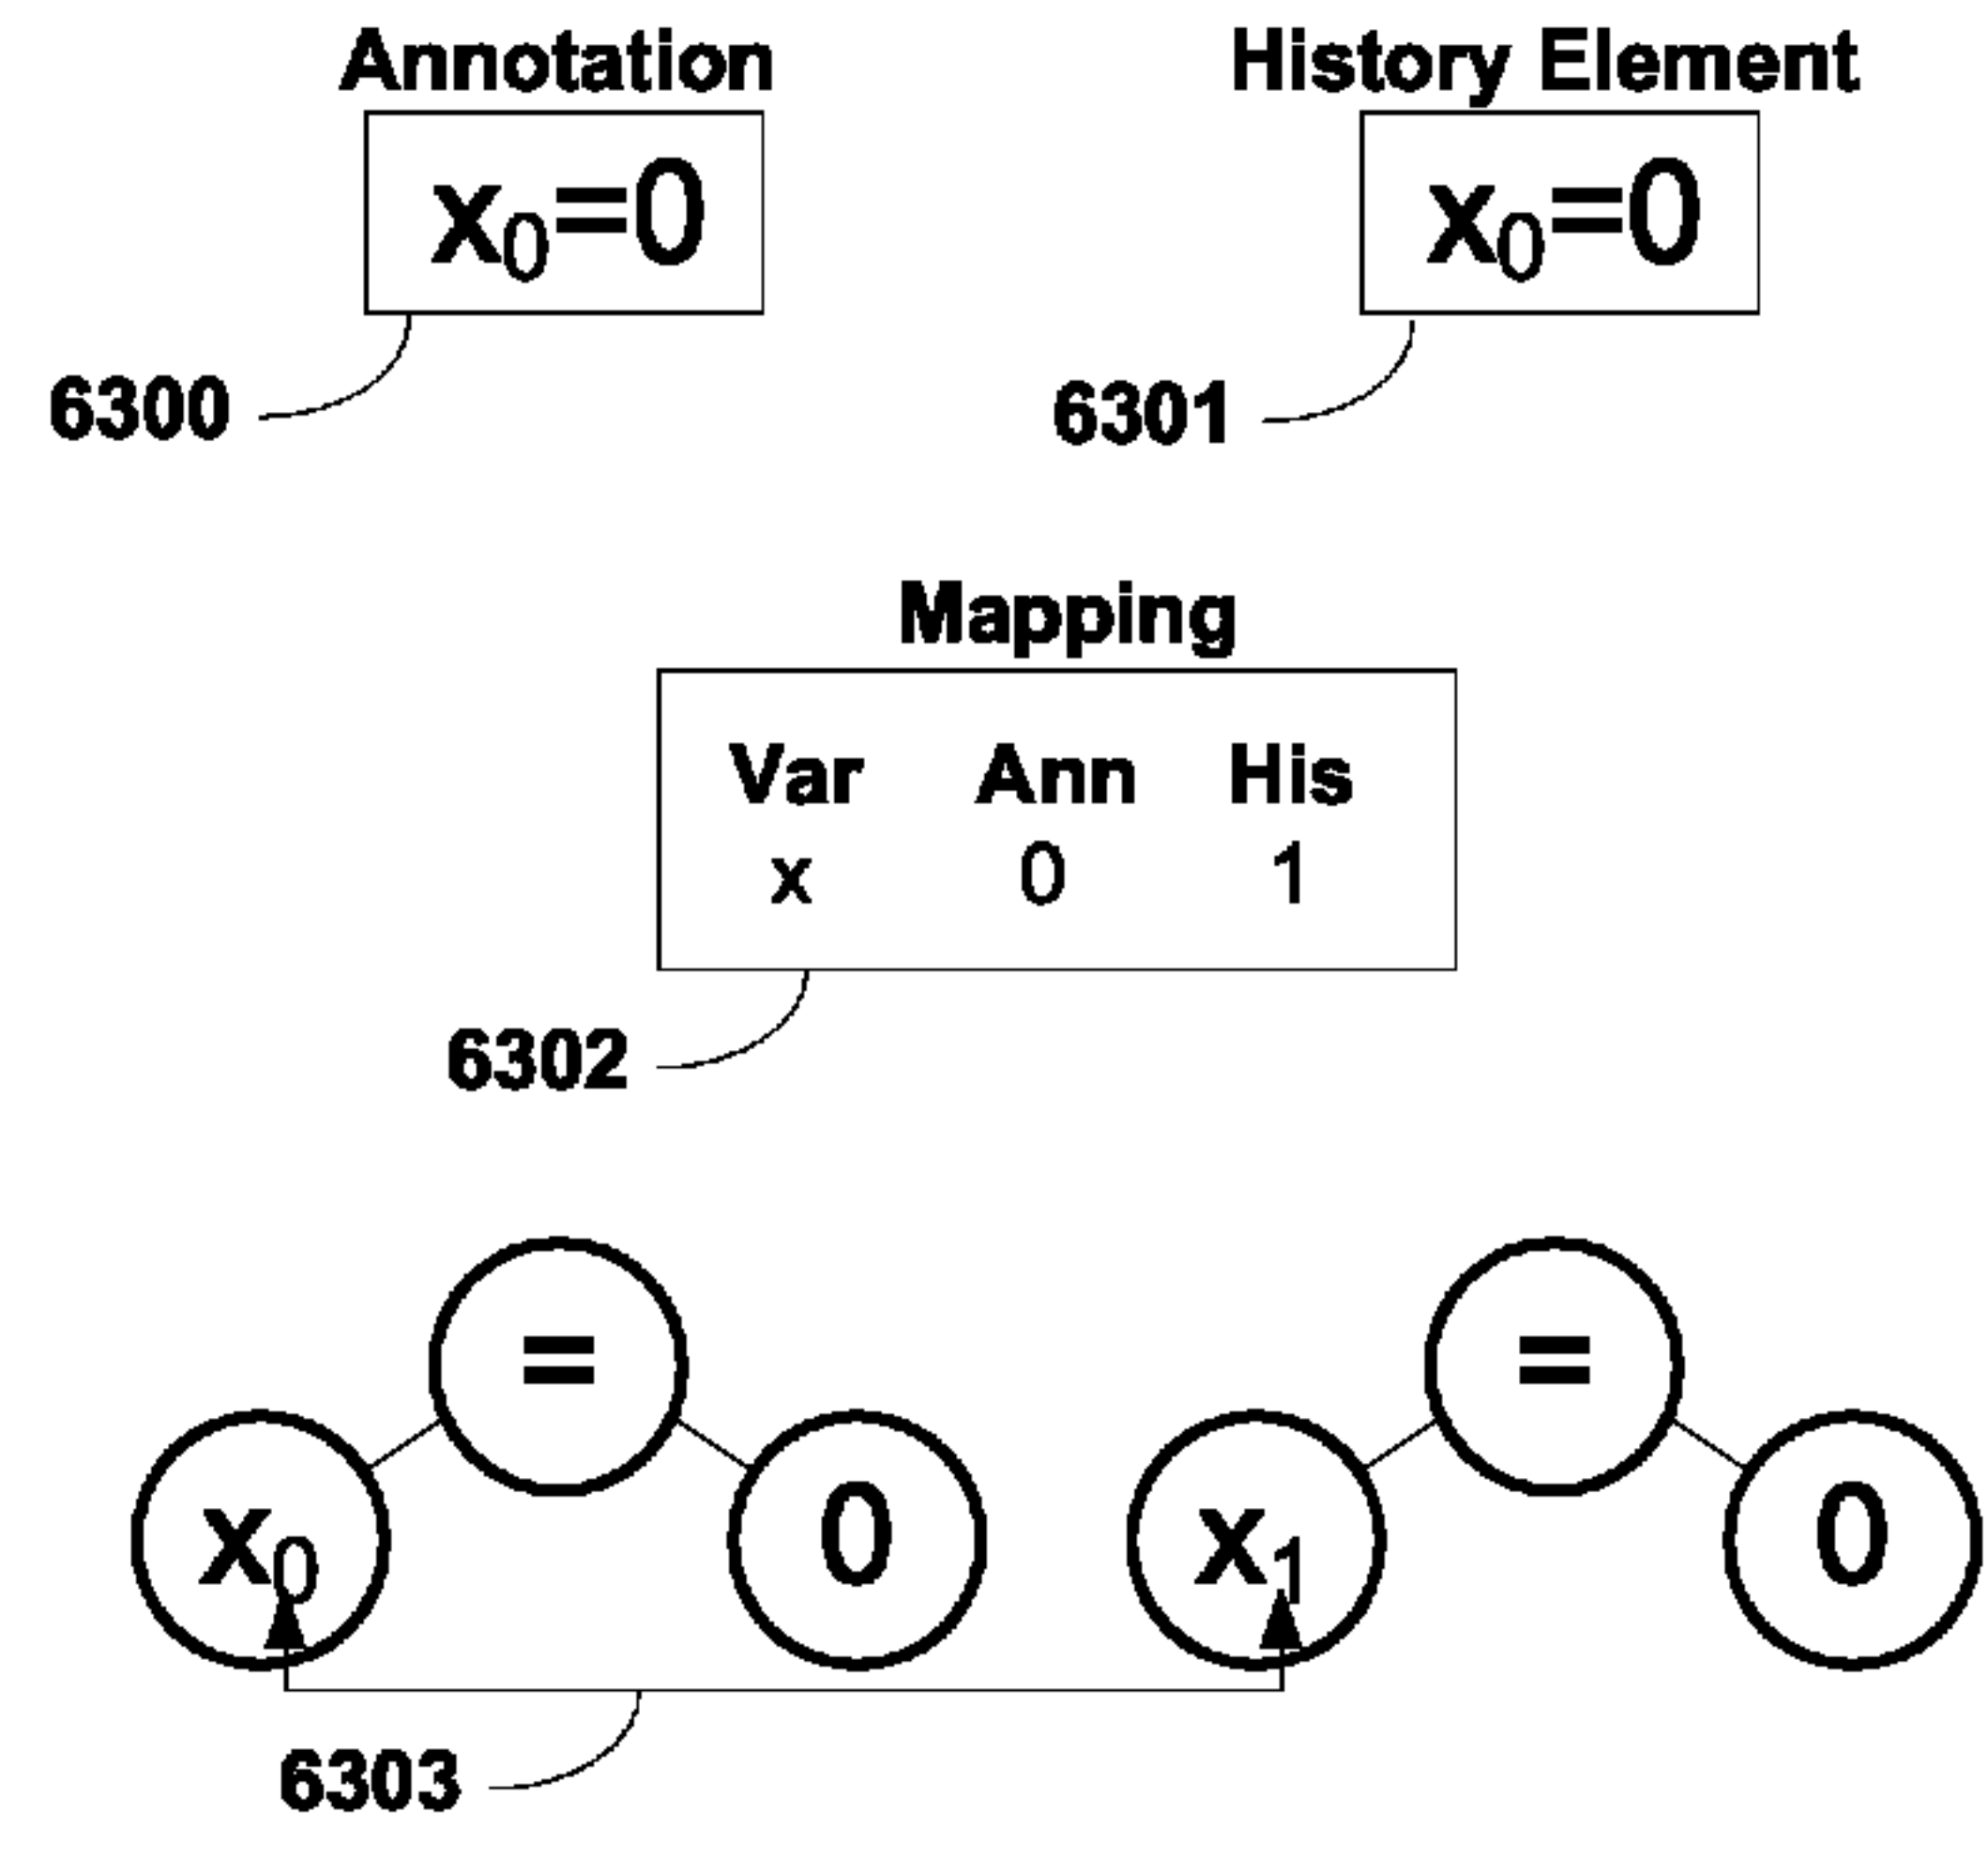 Annotation History Element
x₀=0 x₀=0
6300 6301
Mapping
Var Ann His
x 0 1
6302
= =
x₀ 0 x₁ 0
6303